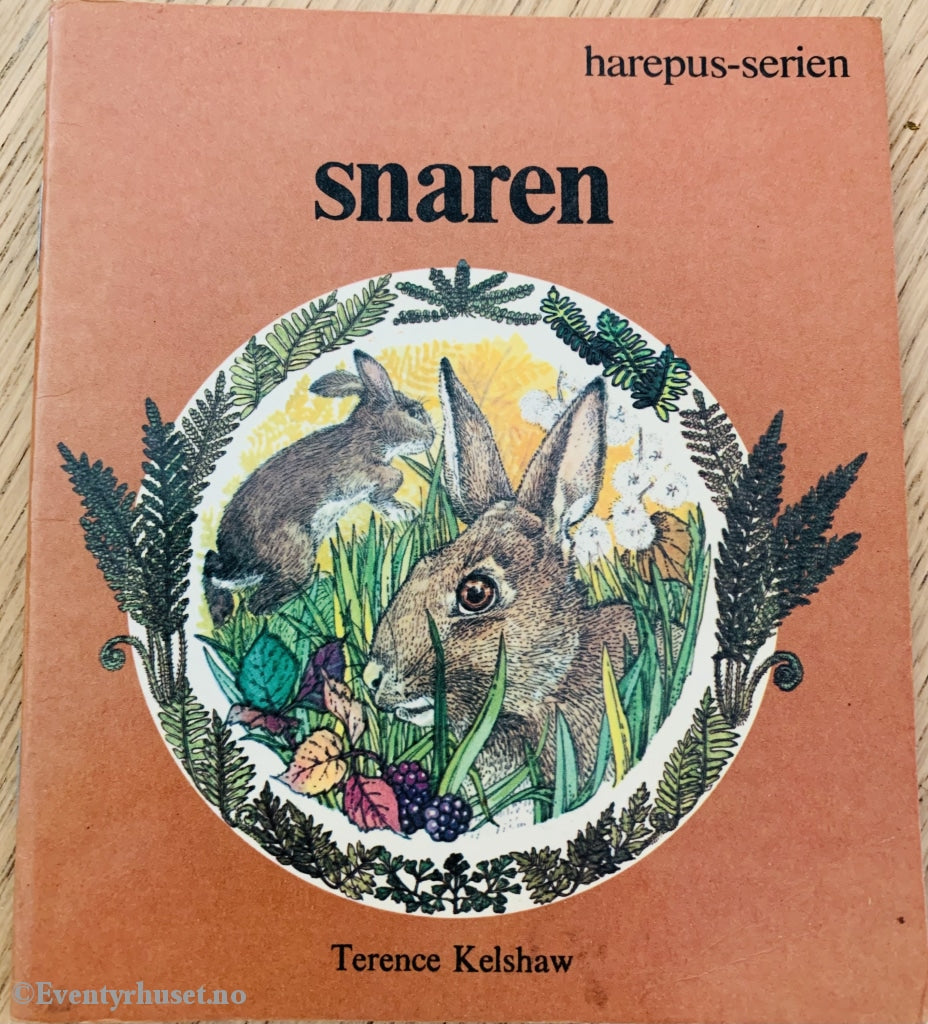 harepus-serien
snaren
Terence Kelshaw
©Eventyrhuset.no